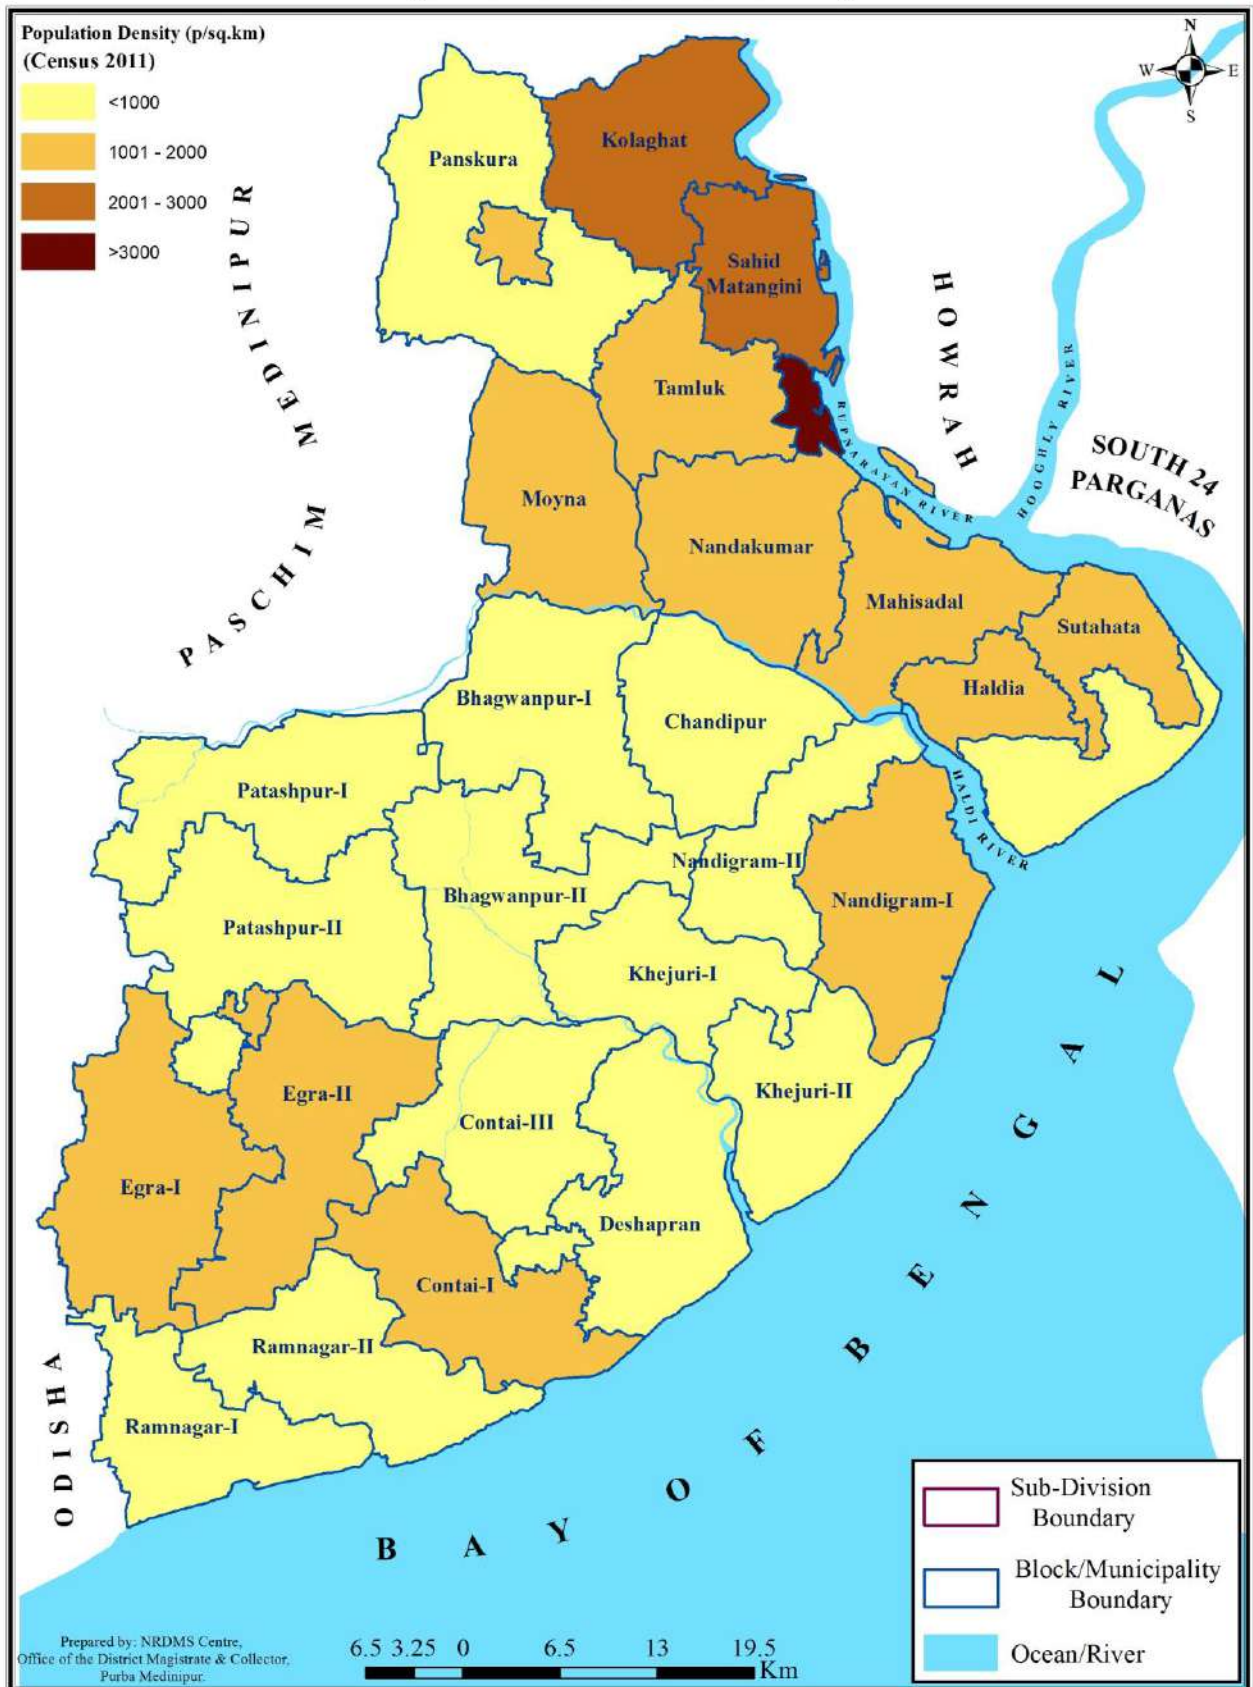 Population Density (p/sq.km)
(Census 2011)
<1000
1001 - 2000
2001 - 3000
>3000
N
W
E
S
Kolaghat
Panskura
PASCHIM MEDINIPUR
Sahid
Matangini
HOWRAH
Tamluk
RUPNARAYAN RIVER
HOOGHLY RIVER
SOUTH 24
PARGANAS
Moyna
Nandakumar
Mahisadal
Sutahata
Haldia
Bhagwanpur-I
Chandipur
HALDI RIVER
Patashpur-I
Nandigram-II
Bhagwanpur-II
Nandigram-I
Patashpur-II
Khejuri-I
Egra-II
Khejuri-II
Contai-III
Egra-I
Deshapran
Contai-I
Ramnagar-II
Ramnagar-I
ODISHA
BAY OF BENGAL
Sub-Division
Boundary
Block/Municipality
Boundary
Ocean/River
Prepared by: NRDMS Centre,
Office of the District Magistrate & Collector,
Purba Medinipur.
6.5 3.25 0 6.5 13 19.5
Km